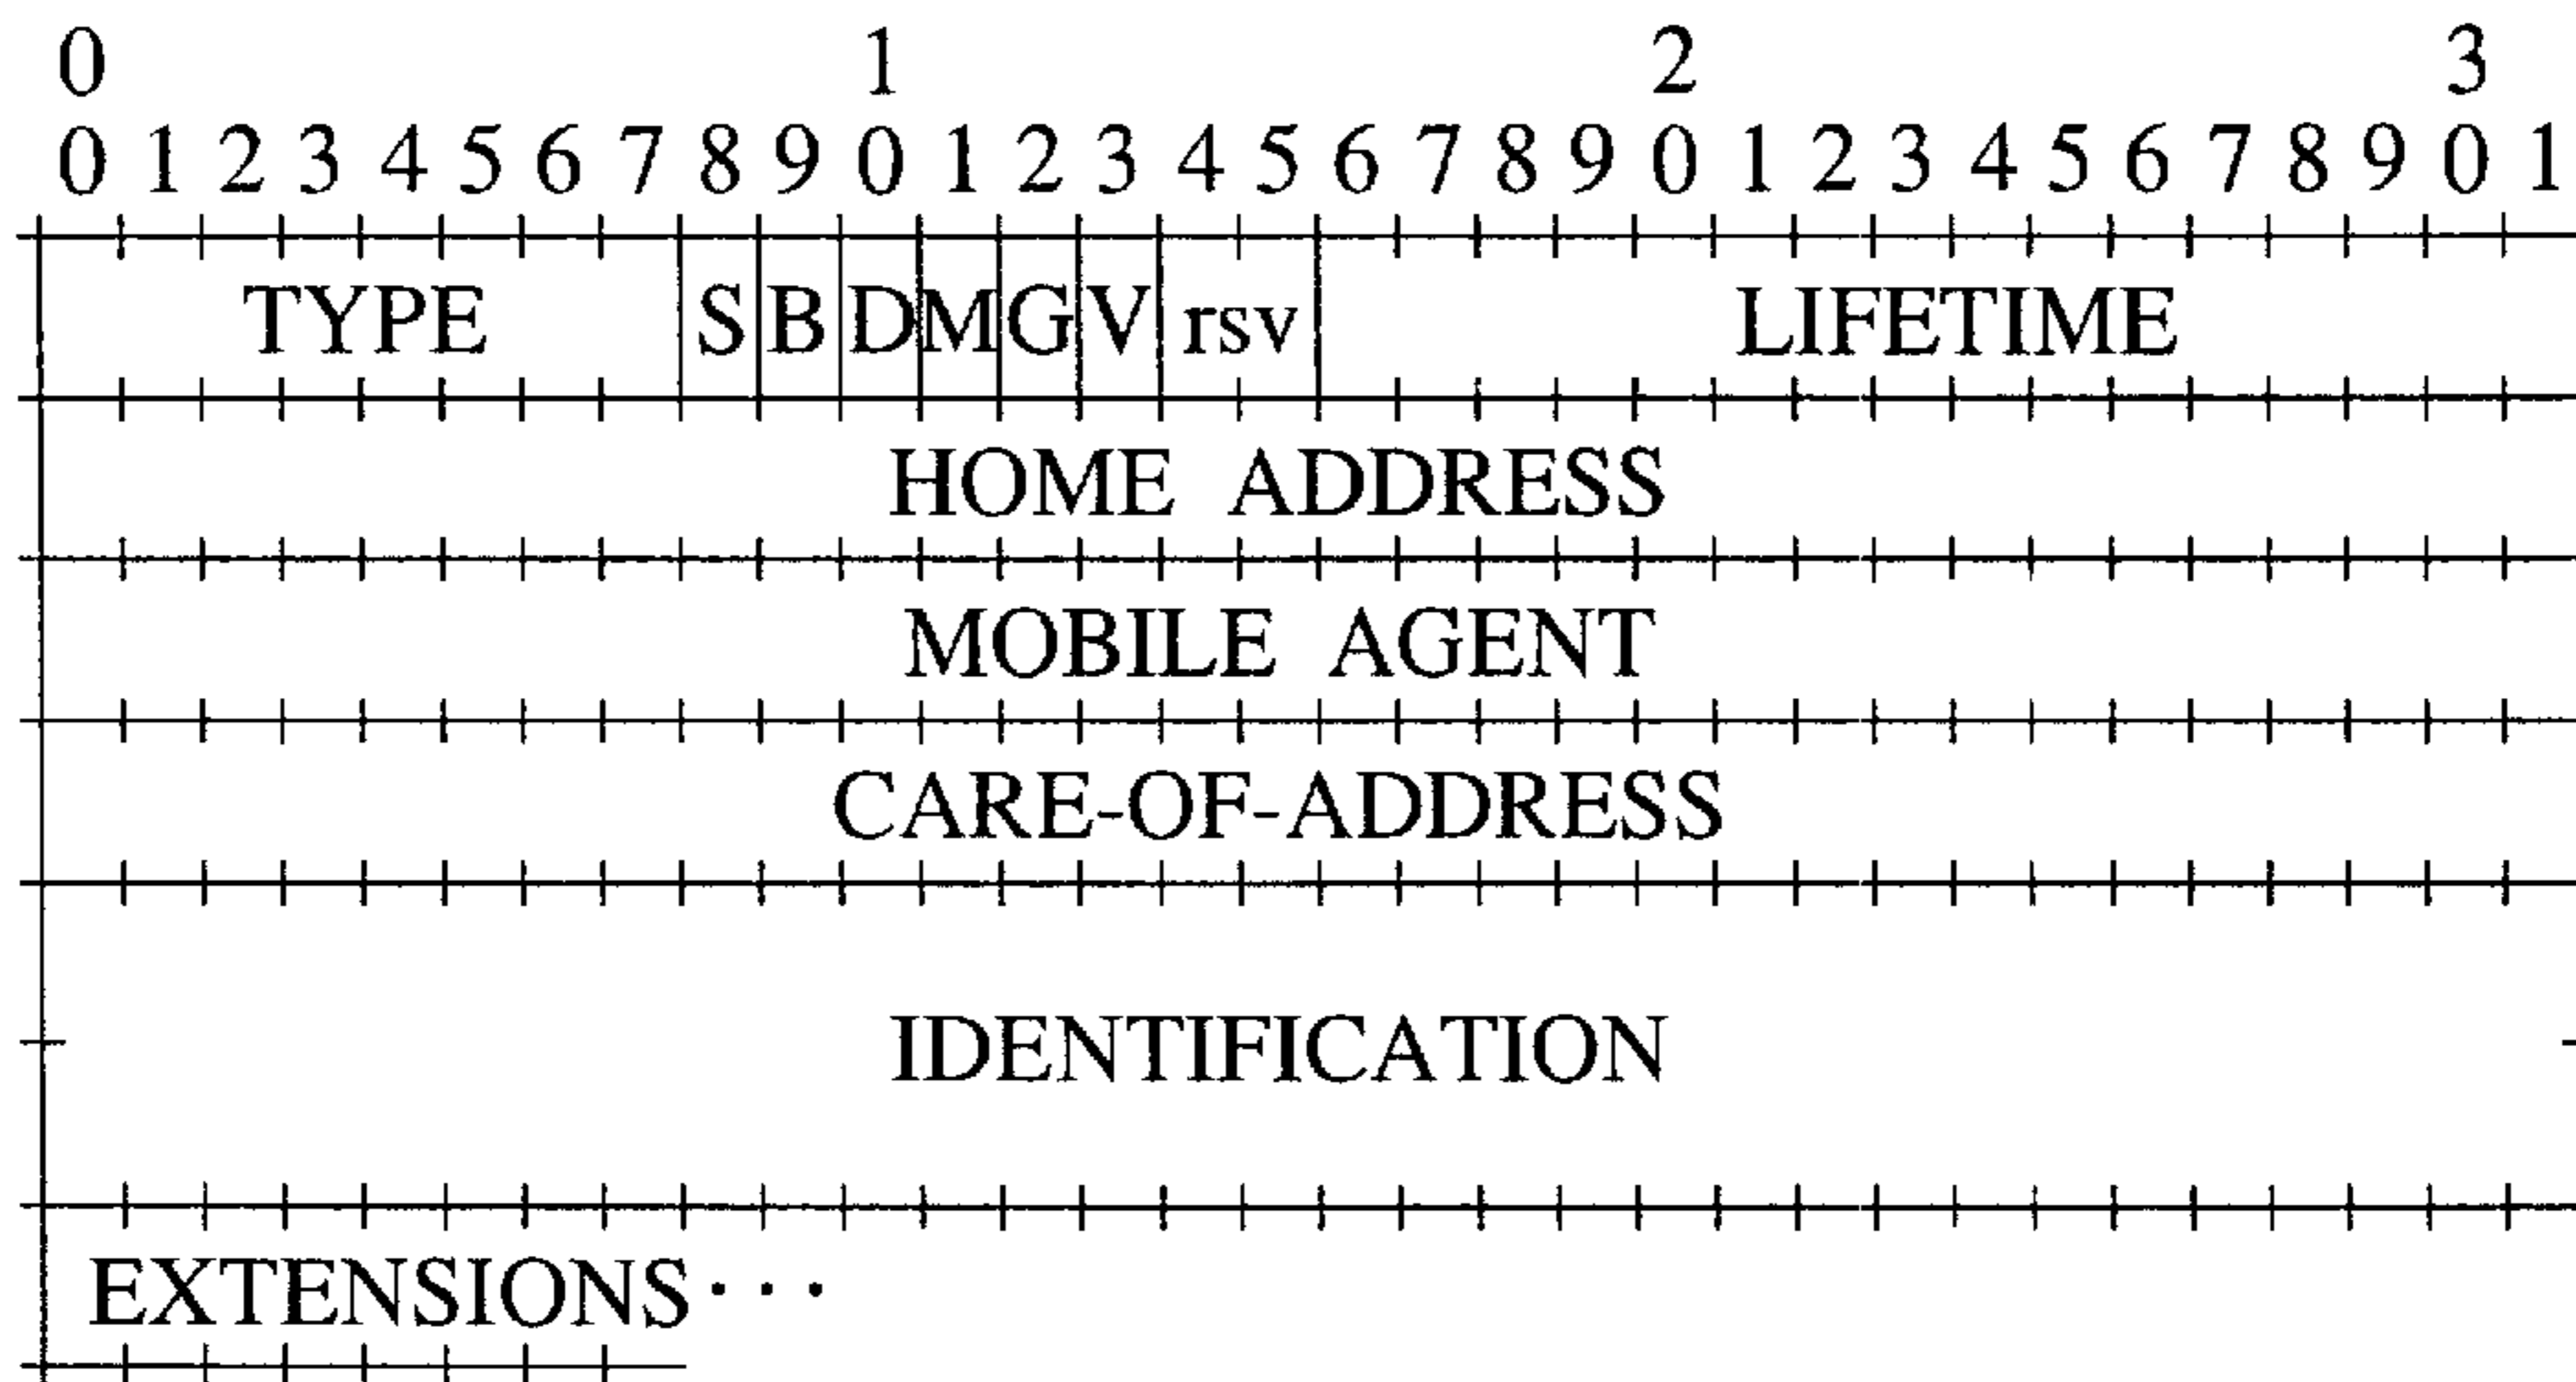 0 1 2 3
0 1 2 3 4 5 6 7 8 9 0 1 2 3 4 5 6 7 8 9 0 1 2 3 4 5 6 7 8 9 0 1
TYPE S B D M G V rsv LIFETIME
HOME ADDRESS
MOBILE AGENT
CARE-OF-ADDRESS
IDENTIFICATION
EXTENSIONS···